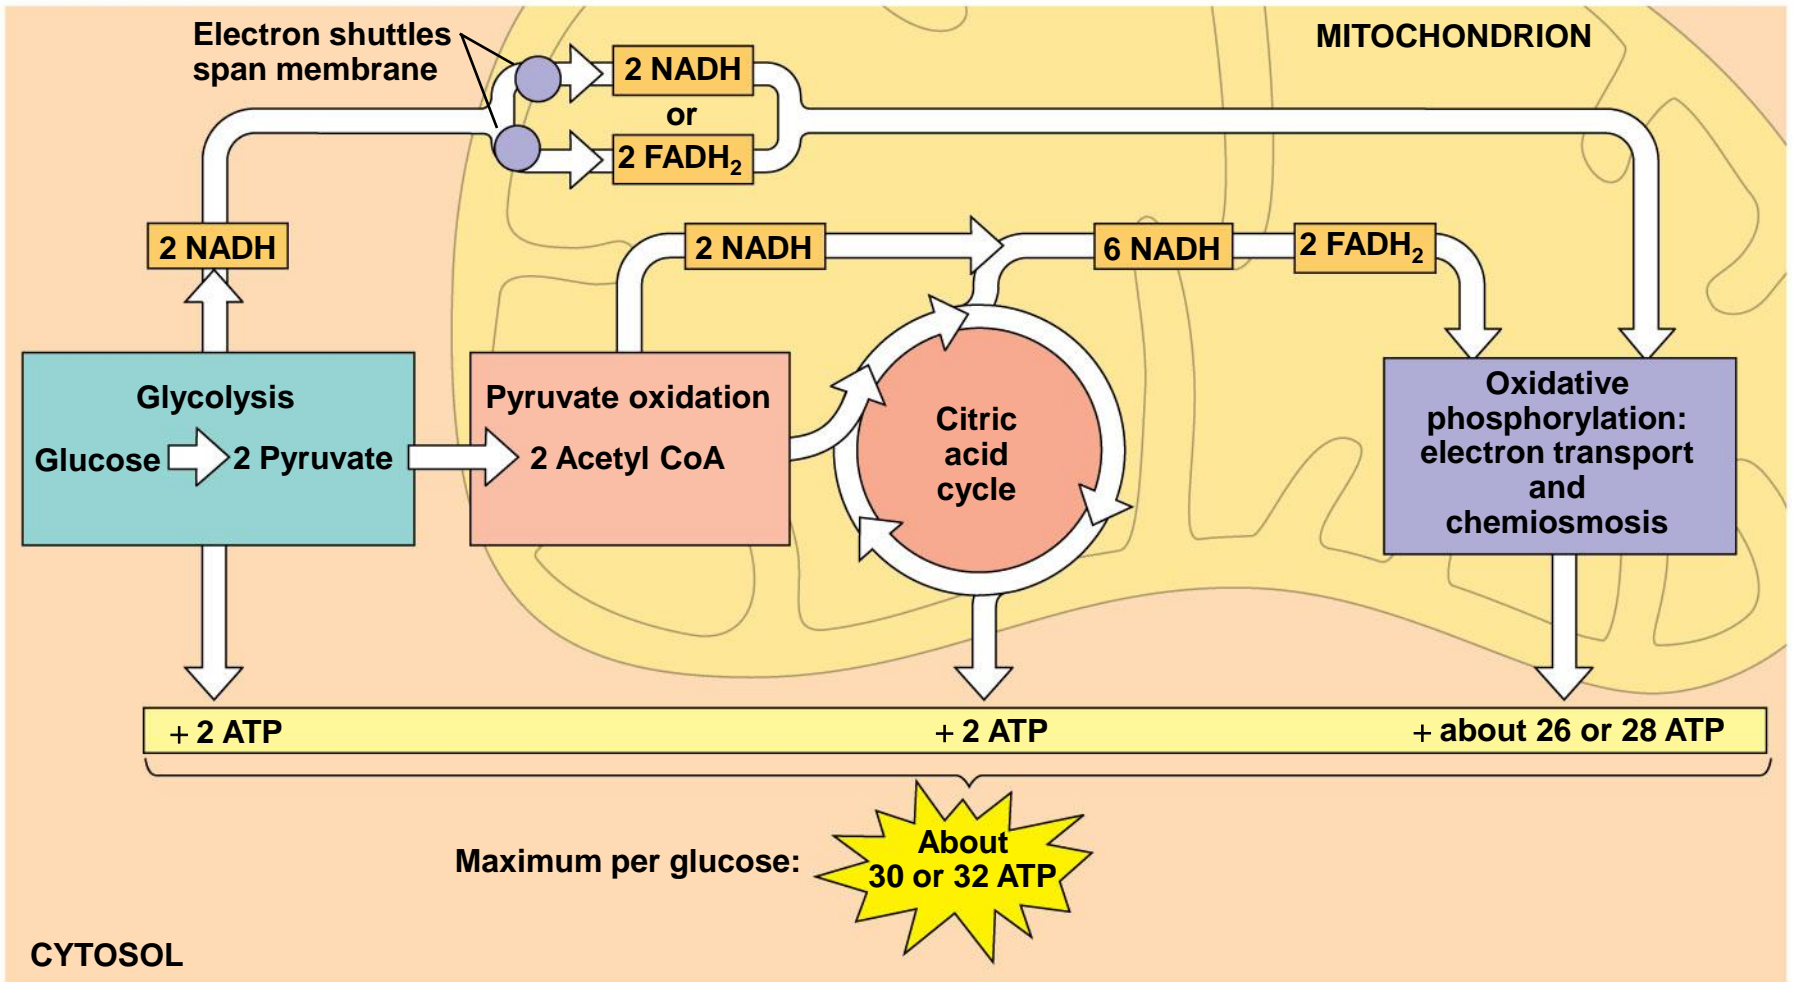 Electron shuttles
span membrane
MITOCHONDRION
2 NADH
or
2 FADH₂
2 NADH
2 NADH
6 NADH
2 FADH₂
Glycolysis
Glucose
2 Pyruvate
Pyruvate oxidation
2 Acetyl CoA
Citric
acid
cycle
Oxidative
phosphorylation:
electron transport
and
chemiosmosis
+ 2 ATP
+ 2 ATP
+ about 26 or 28 ATP
Maximum per glucose:
About
30 or 32 ATP
CYTOSOL